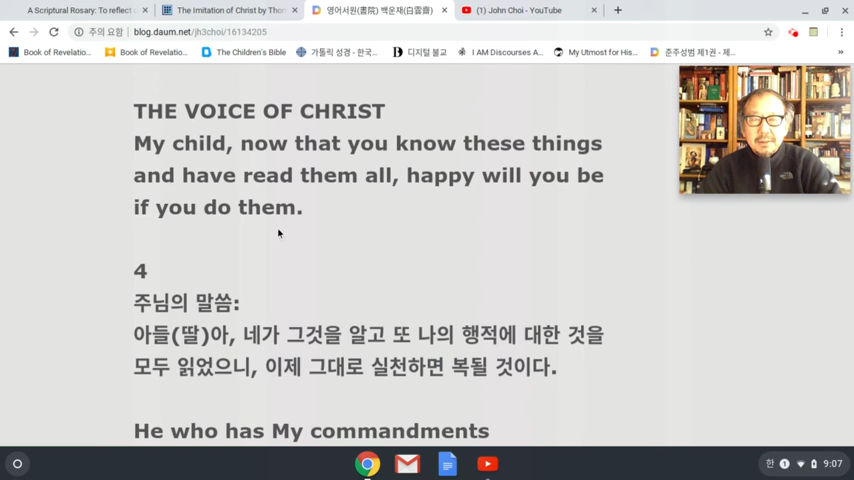 A Scriptural Rosary: To reflect
The Imitation of Christ by Thom
영어서원(書院) 백운재(白雲齋)
(1) John Choi - YouTube
주의 요함
blog.daum.net/jh3choi/16134205
Book of Revelatio...
Book of Revelatio...
The Children's Bible
가톨릭 성경 - 한국...
디지털 불교
I AM Discourses A...
My Utmost for His...
준주성범 제1권 - 제...
THE VOICE OF CHRIST
My child, now that you know these things
and have read them all, happy will you be
if you do them.
4
주님의 말씀:
아들(딸)아, 네가 그것을 알고 또 나의 행적에 대한 것을
모두 읽었으니, 이제 그대로 실천하면 복될 것이다.
He who has My commandments
한
1
9:07